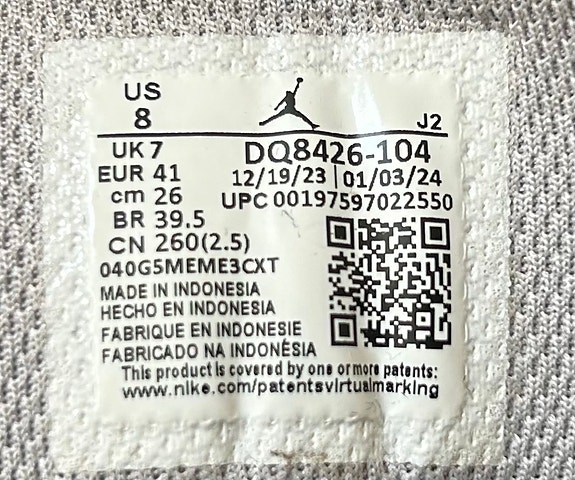 US
8
J2
UK 7
DQ8426-104
EUR 41
12/19/23 | 01/03/24
cm 26
UPC 00197597022550
BR 39.5
CN 260(2.5)
040G5MEME3CXT
MADE IN INDONESIA
HECHO EN INDONESIA
FABRIQUE EN INDONESIE
FABRICADO NA INDONÉSIA
This product is covered by one or more patents:
www.nike.com/patentsvirtualmarking